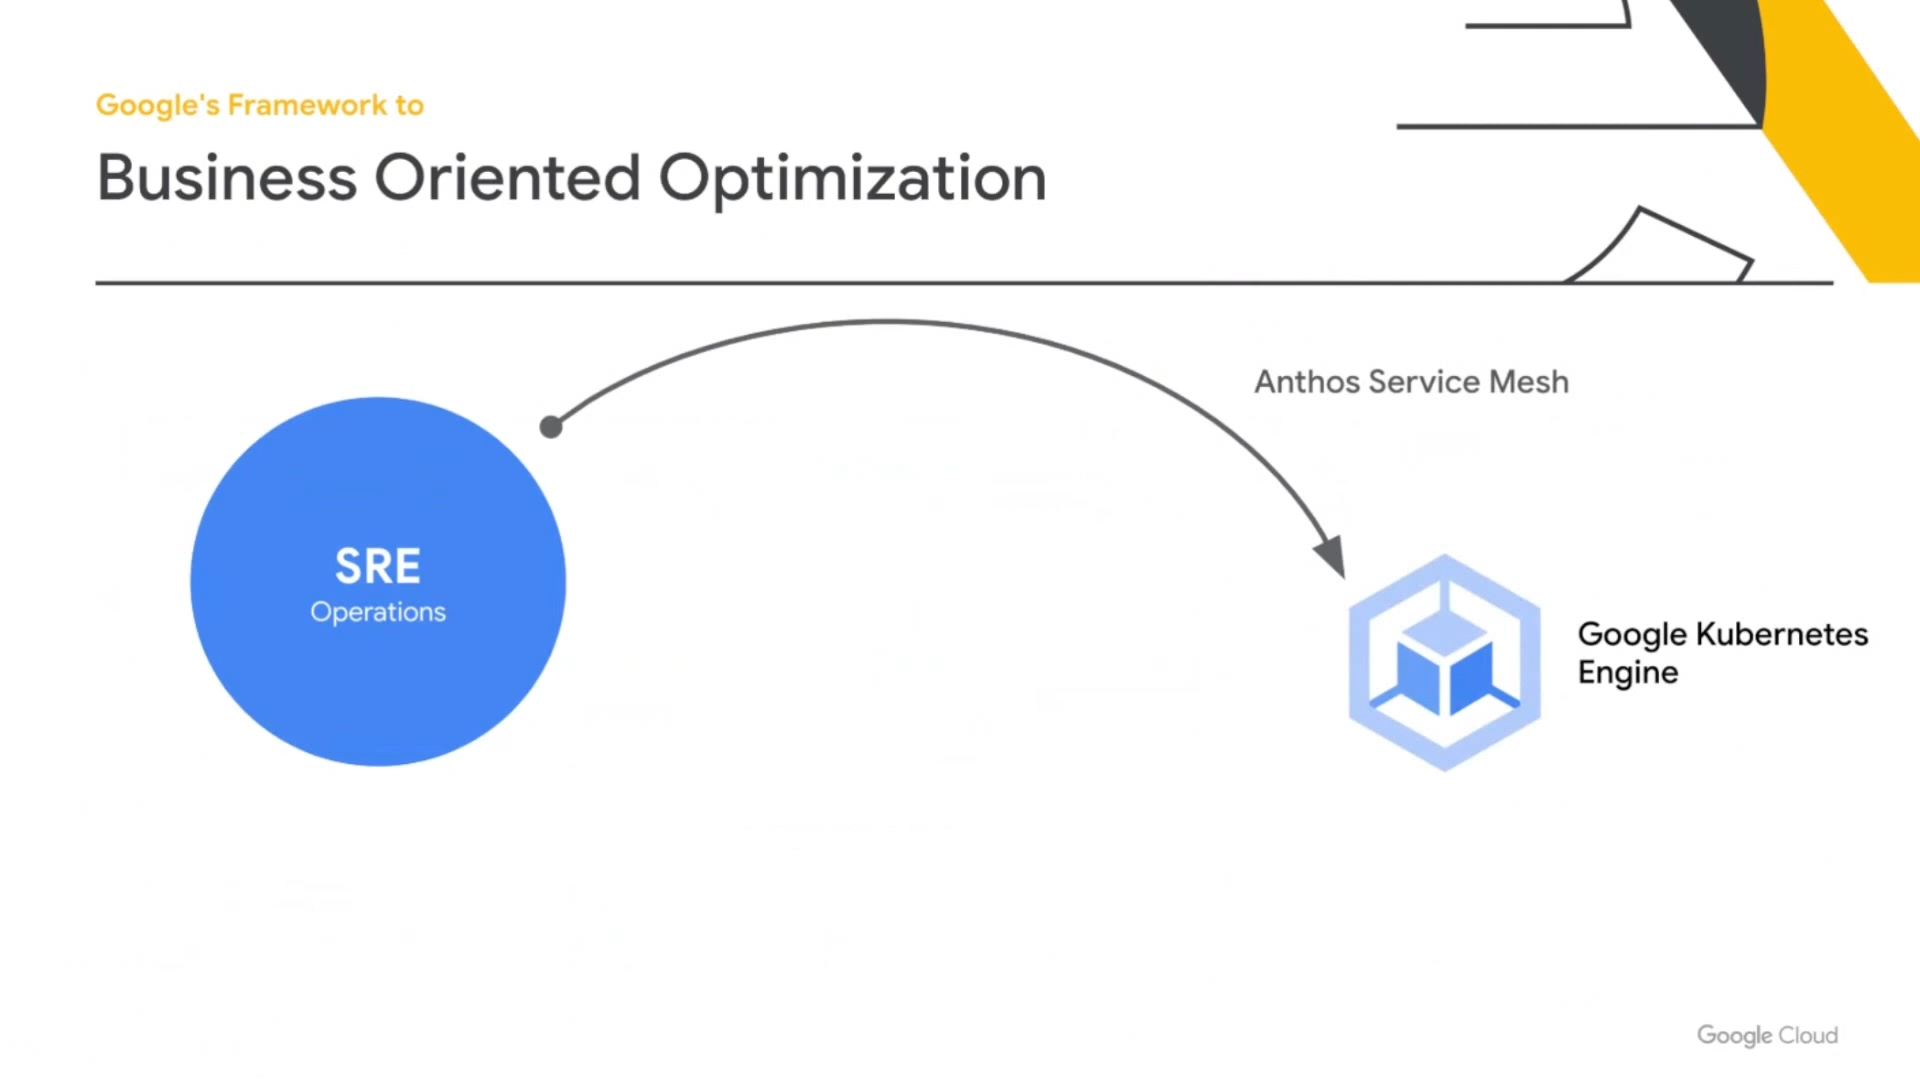 Google's Framework to
Business Oriented Optimization
Anthos Service Mesh
SRE
Operations
Google Kubernetes
Engine
Google Cloud